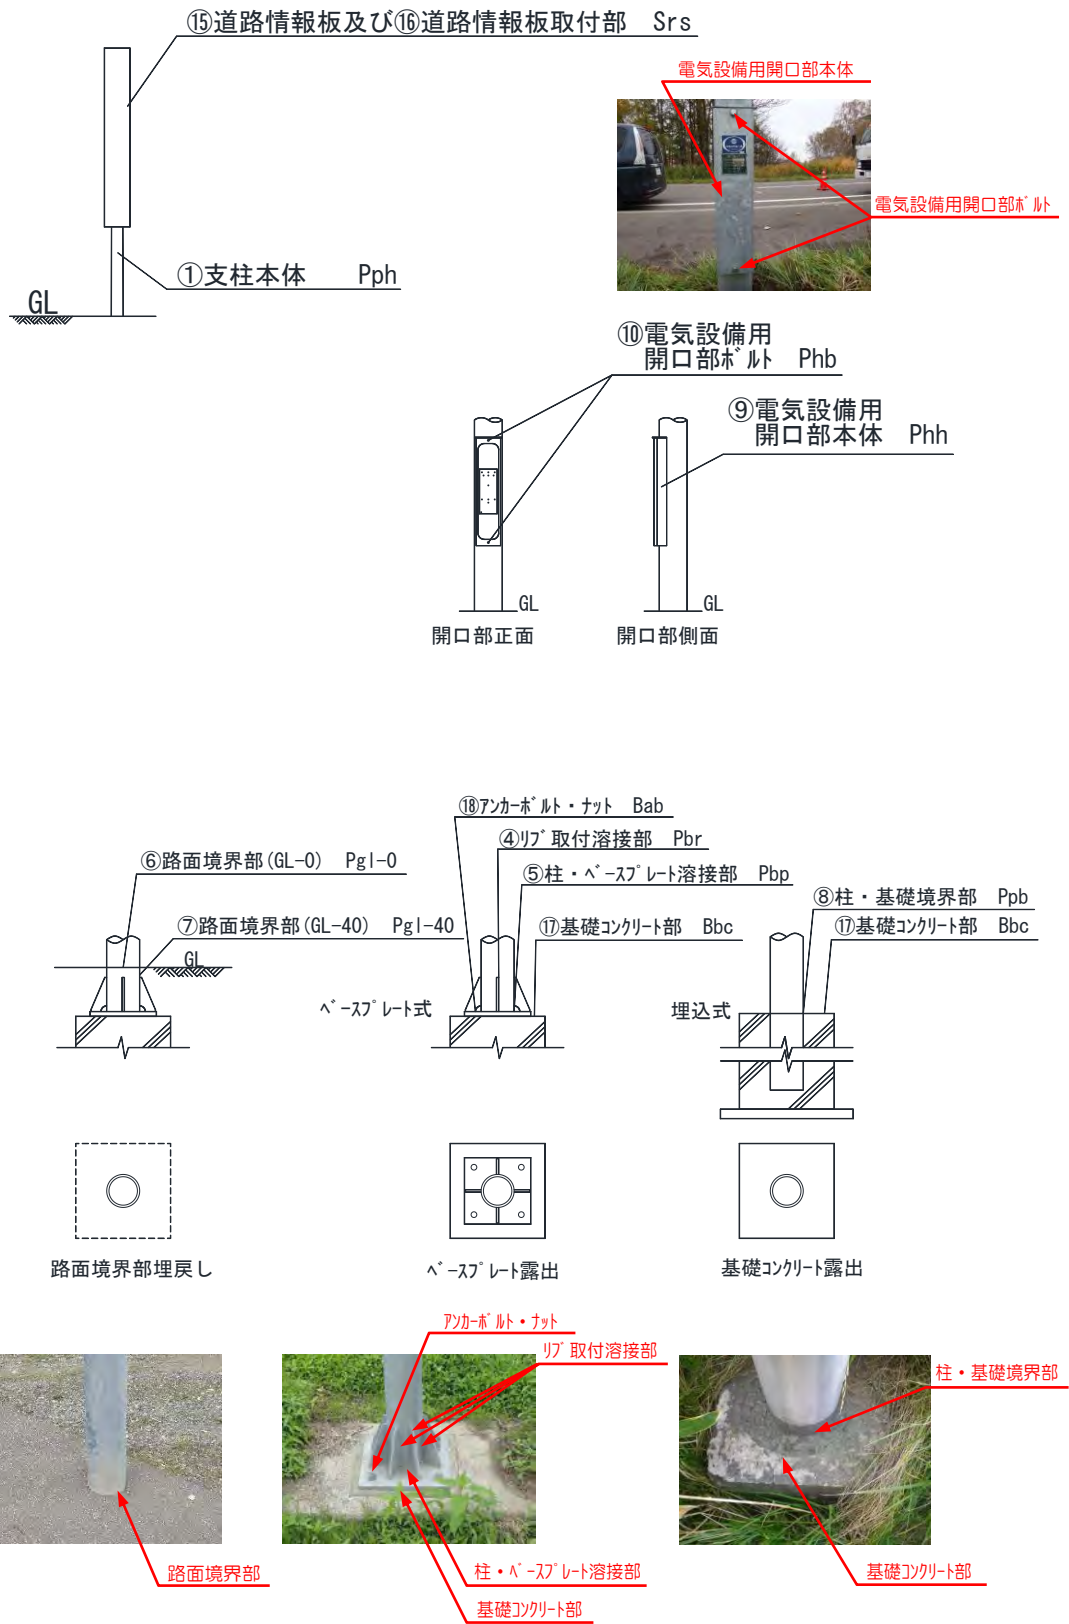 ⑮道路情報板及び⑯道路情報板取付部 Srs
電気設備用開口部本体
電気設備用開口部ボルト
①支柱本体 Pph
GL
⑩電気設備用
開口部ボルト Phb
⑨電気設備用
開口部本体 Phh
GL
GL
開口部正面
開口部側面
⑱アンカーボルト・ナット Bab
④リブ取付溶接部 Pbr
⑥路面境界部(GL-0) Pgl-0
⑤柱・ベースプレート溶接部 Pbp
⑧柱・基礎境界部 Ppb
⑦路面境界部(GL-40) Pgl-40
⑰基礎コンクリート部 Bbc
⑰基礎コンクリート部 Bbc
GL
ベースプレート式
埋込式
路面境界部埋戻し
ベースプレート露出
基礎コンクリート露出
アンカーボルト・ナット
リブ取付溶接部
柱・基礎境界部
路面境界部
柱・ベースプレート溶接部
基礎コンクリート部
基礎コンクリート部